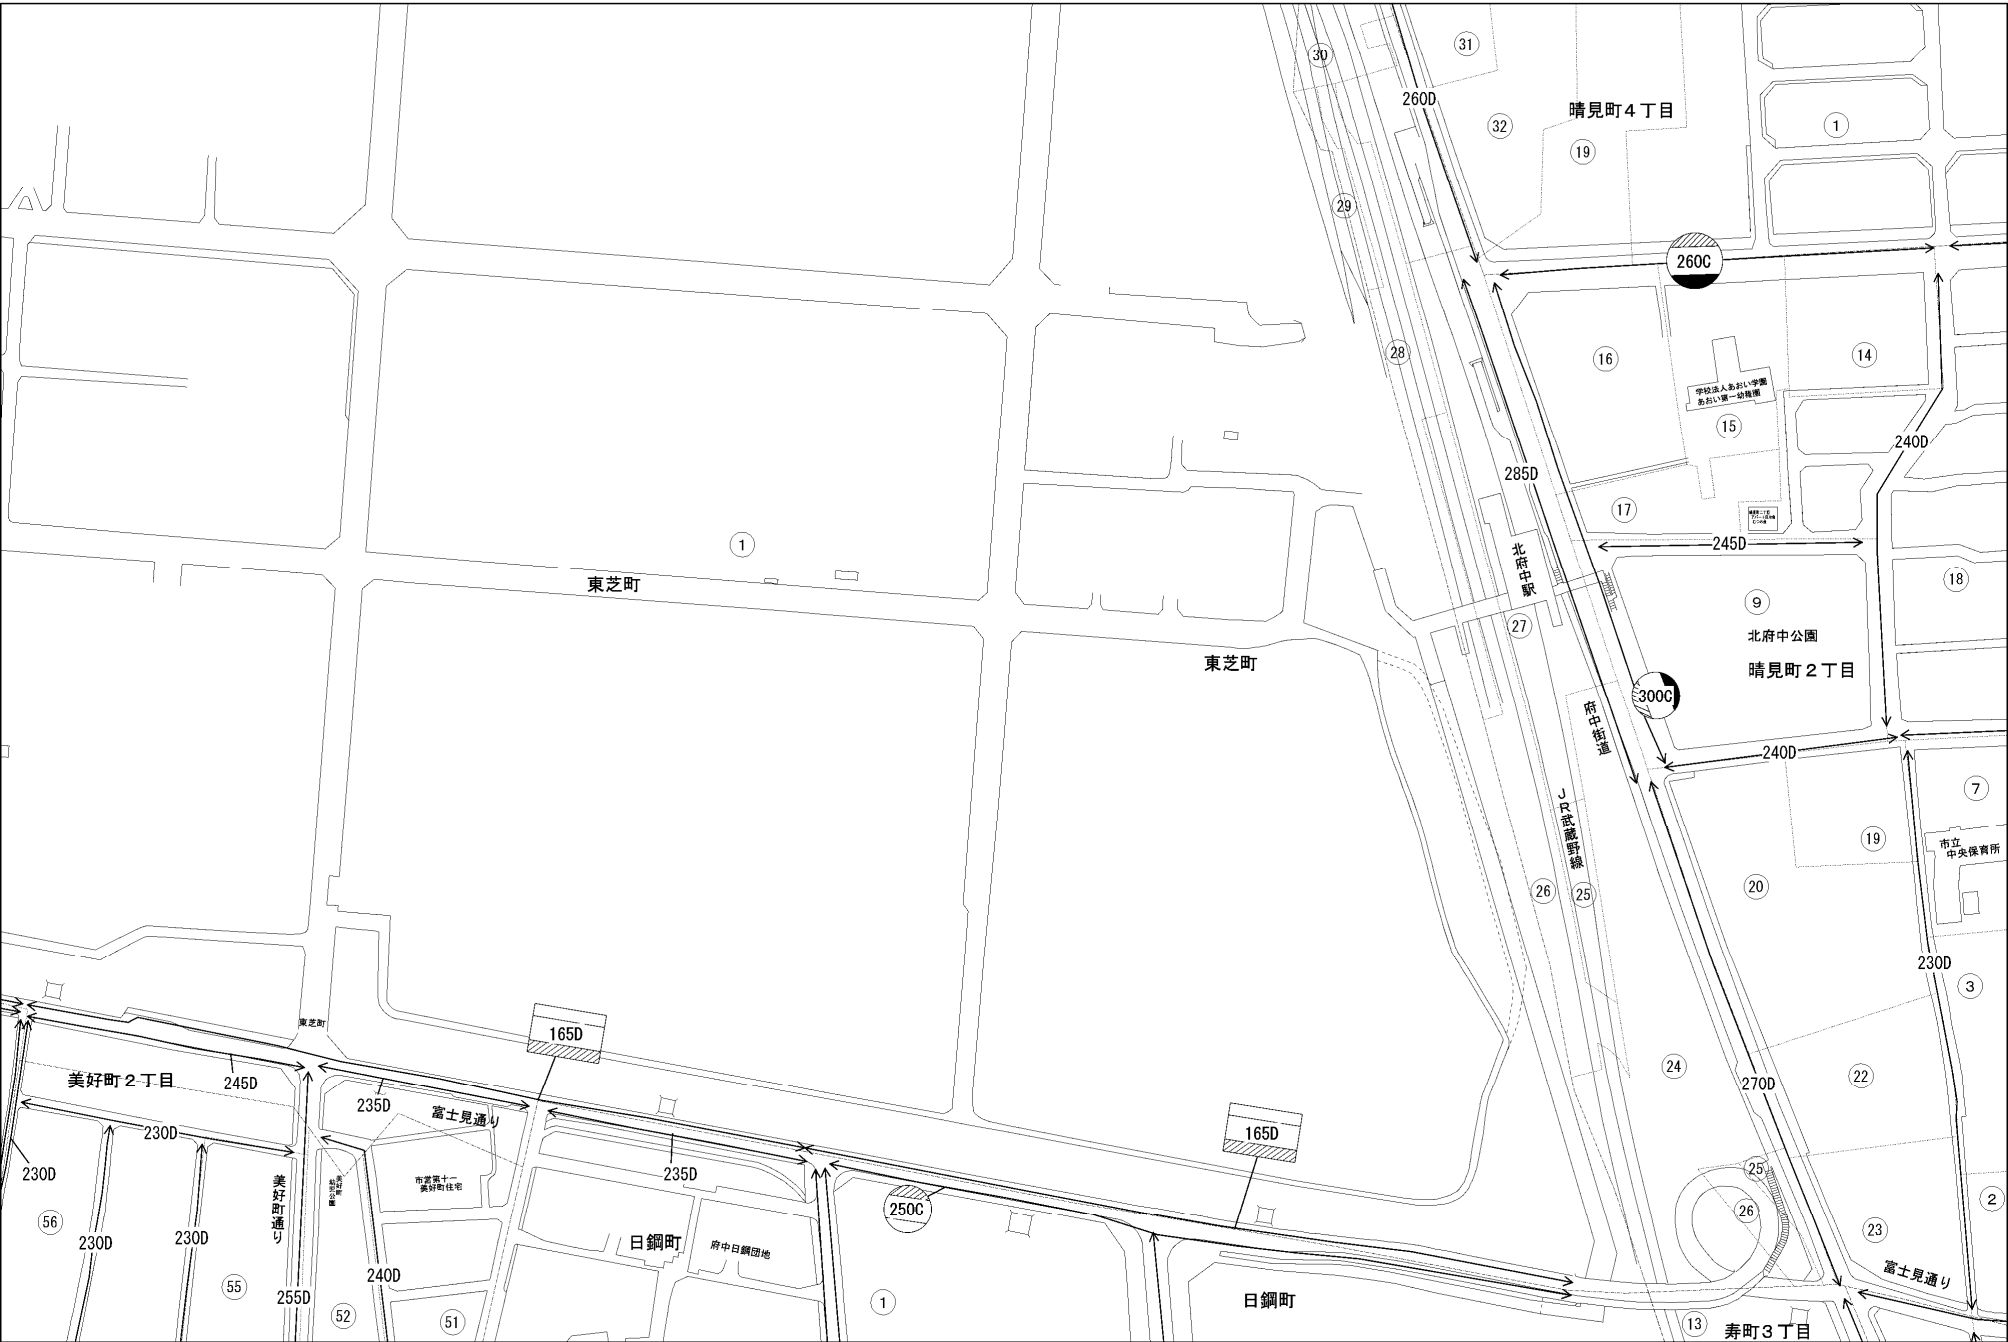 30
31
260D
晴見町4丁目
32
19
1
29
260C
28
16
14
学校法人あおい学園
あおい第一幼稚園
15
240D
285D
17
245D
1
東芝町
北府中駅
18
9
27
北府中公園
東芝町
晴見町2丁目
300C
府中街道
240D
JR武蔵野線
7
19
市立
中央保育所
20
26
25
230D
3
東芝町
165D
美好町2丁目
245D
235D
富士見通り
24
22
270D
230D
165D
230D
235D
25
市営第十一
美好町住宅
美好町
幼児公園
美好町通り
250C
26
2
56
230D
230D
日鋼町
府中日鋼団地
23
240D
富士見通り
55
255D
52
51
1
日鋼町
13
寿町3丁目